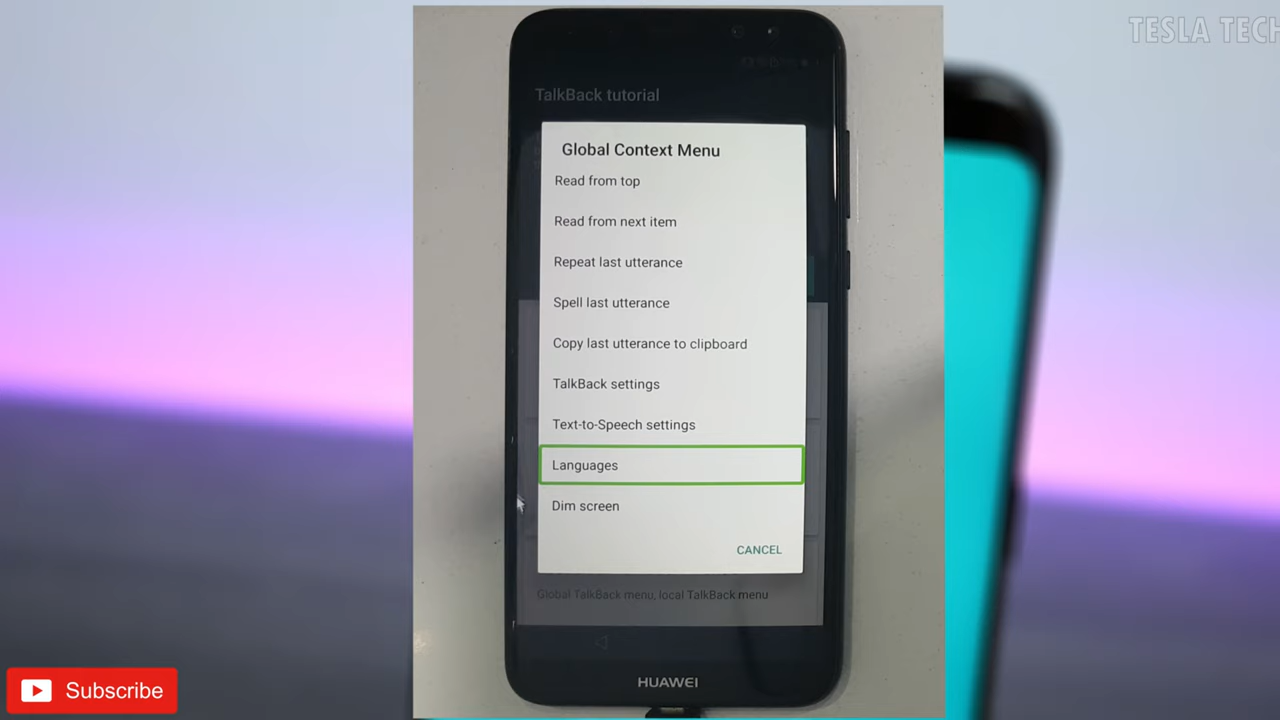 TESLA TECH
TalkBack tutorial
Global Context Menu
Read from top
Read from next item
Repeat last utterance
Spell last utterance
Copy last utterance to clipboard
TalkBack settings
Text-to-Speech settings
Languages
Dim screen
CANCEL
Global TalkBack menu, local TalkBack menu
HUAWEI
Subscribe